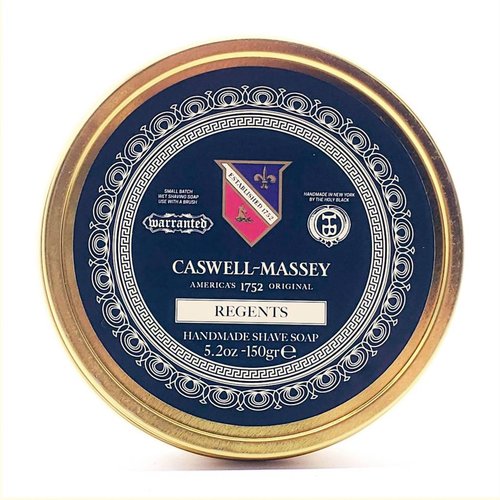 SMALL BATCH
WET SHAVING SOAP
USE WITH A BRUSH
Warranted
ESTABLISHED 1752
HANDMADE IN NEW YORK
BY THE HOLY BLACK
CASWELL-MASSEY
AMERICA'S 1752 ORIGINAL
REGENTS
HANDMADE SHAVE SOAP
5.2oz -150gr℮